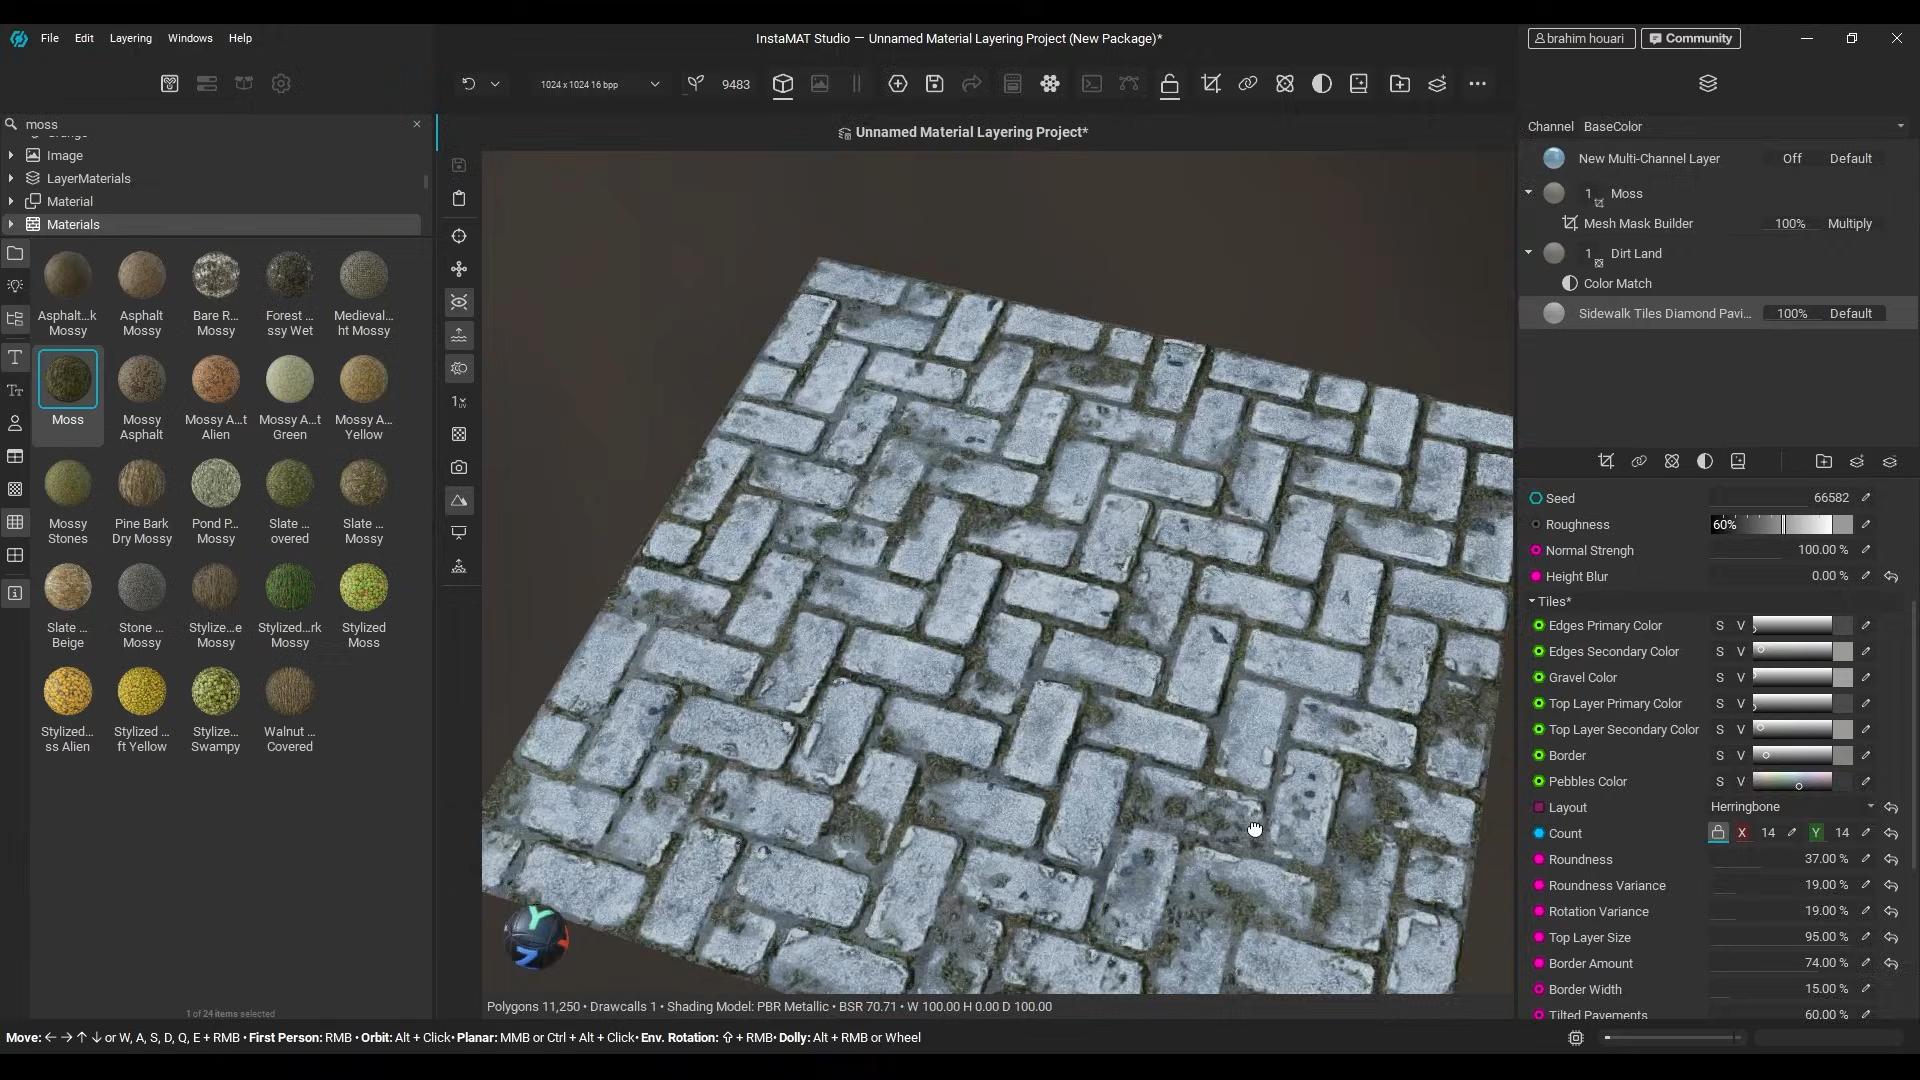 File Edit Layering Windows Help
InstaMAT Studio — Unnamed Material Layering Project (New Package)*
brahim houari
Community
1024 x 1024 16 bpp
9483
moss
Unnamed Material Layering Project*
Image
LayerMaterials
Material
Materials
Asphalt...k Mossy
Asphalt Mossy
Bare R... Mossy
Forest ... ssy Wet
Medieval... ht Mossy
Moss
Mossy Asphalt
Mossy A...t Alien
Mossy A...t Green
Mossy A... Yellow
Mossy Stones
Pine Bark Dry Mossy
Pond P... Mossy
Slate ... overed
Slate ... Mossy
Slate ... Beige
Stone ... Mossy
Stylize...e Mossy
Stylized...rk Mossy
Stylized Moss
Stylized... ss Alien
Stylized ... ft Yellow
Stylize... Swampy
Walnut ... Covered
1 of 24 items selected
Polygons 11,250 • Drawcalls 1 • Shading Model: PBR Metallic • BSR 70.71 • W 100.00 H 0.00 D 100.00
Channel BaseColor
New Multi-Channel Layer Off Default
1 Moss
Mesh Mask Builder 100% Multiply
1 Dirt Land
Color Match
Sidewalk Tiles Diamond Pavi... 100% Default
Seed 66582
Roughness 60%
Normal Strengh 100.00 %
Height Blur 0.00 %
Tiles*
Edges Primary Color S V
Edges Secondary Color S V
Gravel Color S V
Top Layer Primary Color S V
Top Layer Secondary Color S V
Border S V
Pebbles Color S V
Layout Herringbone
Count X 14 Y 14
Roundness 37.00 %
Roundness Variance 19.00 %
Rotation Variance 19.00 %
Top Layer Size 95.00 %
Border Amount 74.00 %
Border Width 15.00 %
Tilted Pavements 60.00 %
Move: ← → ↑ ↓ or W, A, S, D, Q, E + RMB • First Person: RMB • Orbit: Alt + Click • Planar: MMB or Ctrl + Alt + Click • Env. Rotation: ⇧ + RMB • Dolly: Alt + RMB or Wheel